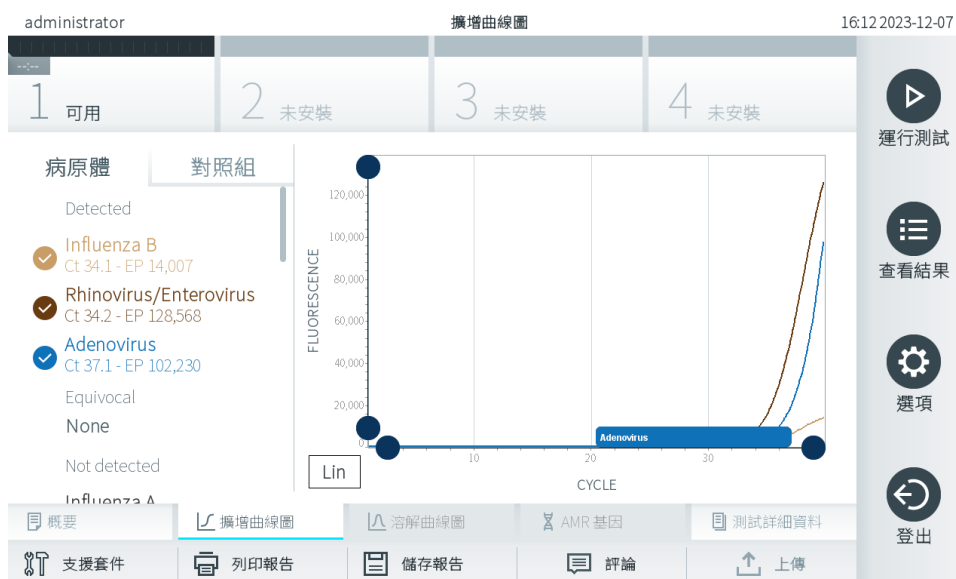 administrator
擴增曲線圖
16:12 2023-12-07
--:--
1 可用
2 未安裝
3 未安裝
4 未安裝
運行測試
查看結果
選項
登出
病原體
對照組
Detected
Influenza B
Ct 34.1 - EP 14,007
Rhinovirus/Enterovirus
Ct 34.2 - EP 128,568
Adenovirus
Ct 37.1 - EP 102,230
Equivocal
None
Not detected
Influenza A
FLUORESCENCE
120,000
100,000
80,000
60,000
40,000
20,000
0
Adenovirus
10
20
30
CYCLE
Lin
概要
擴增曲線圖
溶解曲線圖
AMR 基因
測試詳細資料
支援套件
列印報告
儲存報告
評論
上傳